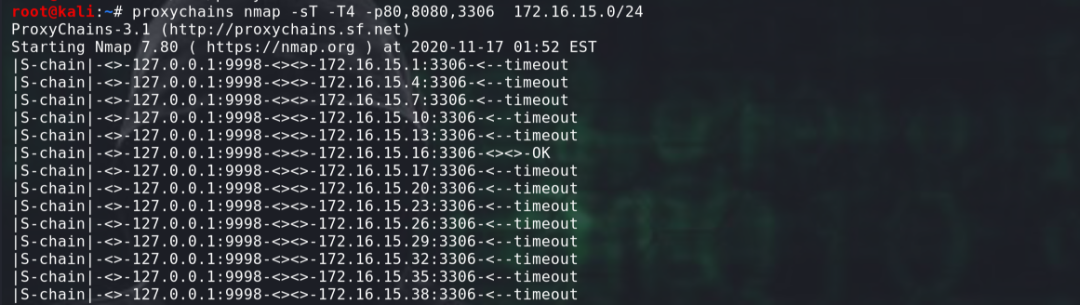 root@kali:~# proxychains nmap -sT -T4 -p80,8080,3306  172.16.15.0/24
ProxyChains-3.1 (http://proxychains.sf.net)
Starting Nmap 7.80 ( https://nmap.org ) at 2020-11-17 01:52 EST
|S-chain|-<>-127.0.0.1:9998-<><>-172.16.15.1:3306-<--timeout
|S-chain|-<>-127.0.0.1:9998-<><>-172.16.15.4:3306-<--timeout
|S-chain|-<>-127.0.0.1:9998-<><>-172.16.15.7:3306-<--timeout
|S-chain|-<>-127.0.0.1:9998-<><>-172.16.15.10:3306-<--timeout
|S-chain|-<>-127.0.0.1:9998-<><>-172.16.15.13:3306-<--timeout
|S-chain|-<>-127.0.0.1:9998-<><>-172.16.15.16:3306-<><>-OK
|S-chain|-<>-127.0.0.1:9998-<><>-172.16.15.17:3306-<--timeout
|S-chain|-<>-127.0.0.1:9998-<><>-172.16.15.20:3306-<--timeout
|S-chain|-<>-127.0.0.1:9998-<><>-172.16.15.23:3306-<--timeout
|S-chain|-<>-127.0.0.1:9998-<><>-172.16.15.26:3306-<--timeout
|S-chain|-<>-127.0.0.1:9998-<><>-172.16.15.29:3306-<--timeout
|S-chain|-<>-127.0.0.1:9998-<><>-172.16.15.32:3306-<--timeout
|S-chain|-<>-127.0.0.1:9998-<><>-172.16.15.35:3306-<--timeout
|S-chain|-<>-127.0.0.1:9998-<><>-172.16.15.38:3306-<--timeout